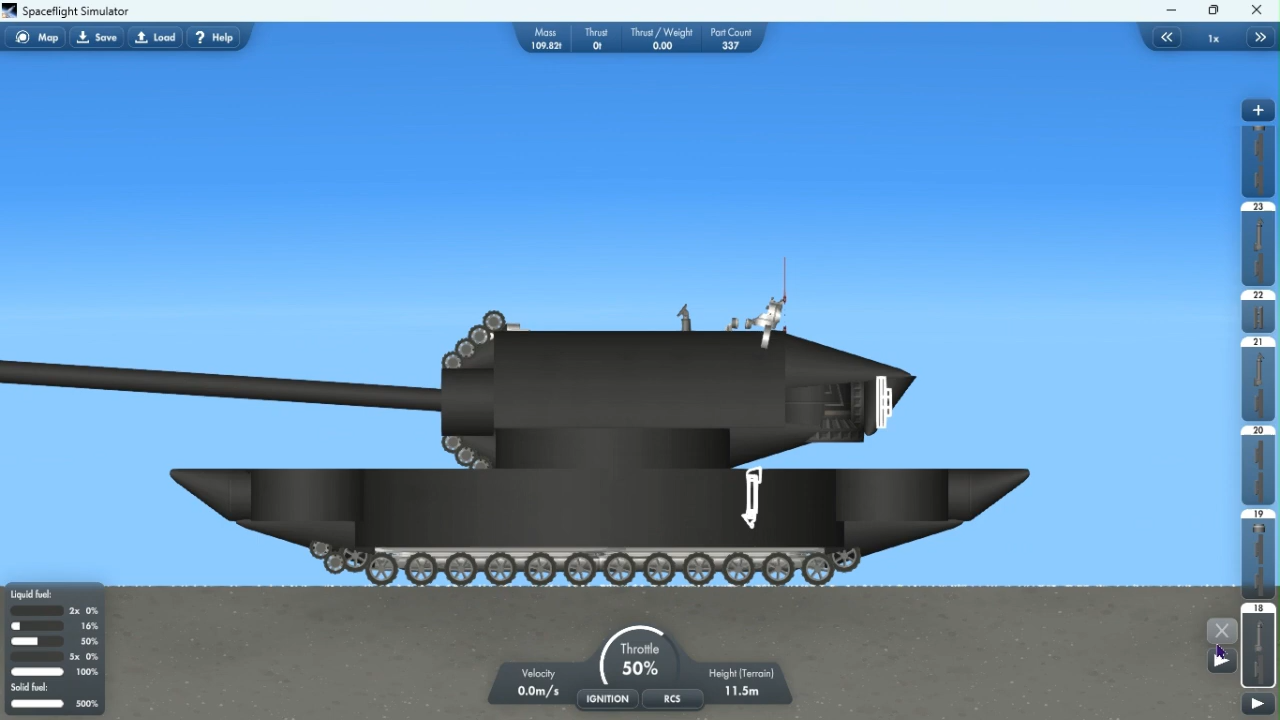 Spaceflight Simulator
Map Save Load Help
Mass Thrust Thrust / Weight Part Count
109.82t 0t 0.00 337
1x
23
22
21
20
19
18
Liquid fuel:
2x 0%
16%
50%
5x 0%
100%
Solid fuel:
500%
Throttle
50%
Velocity
0.0m/s
Height (Terrain)
11.5m
IGNITION RCS